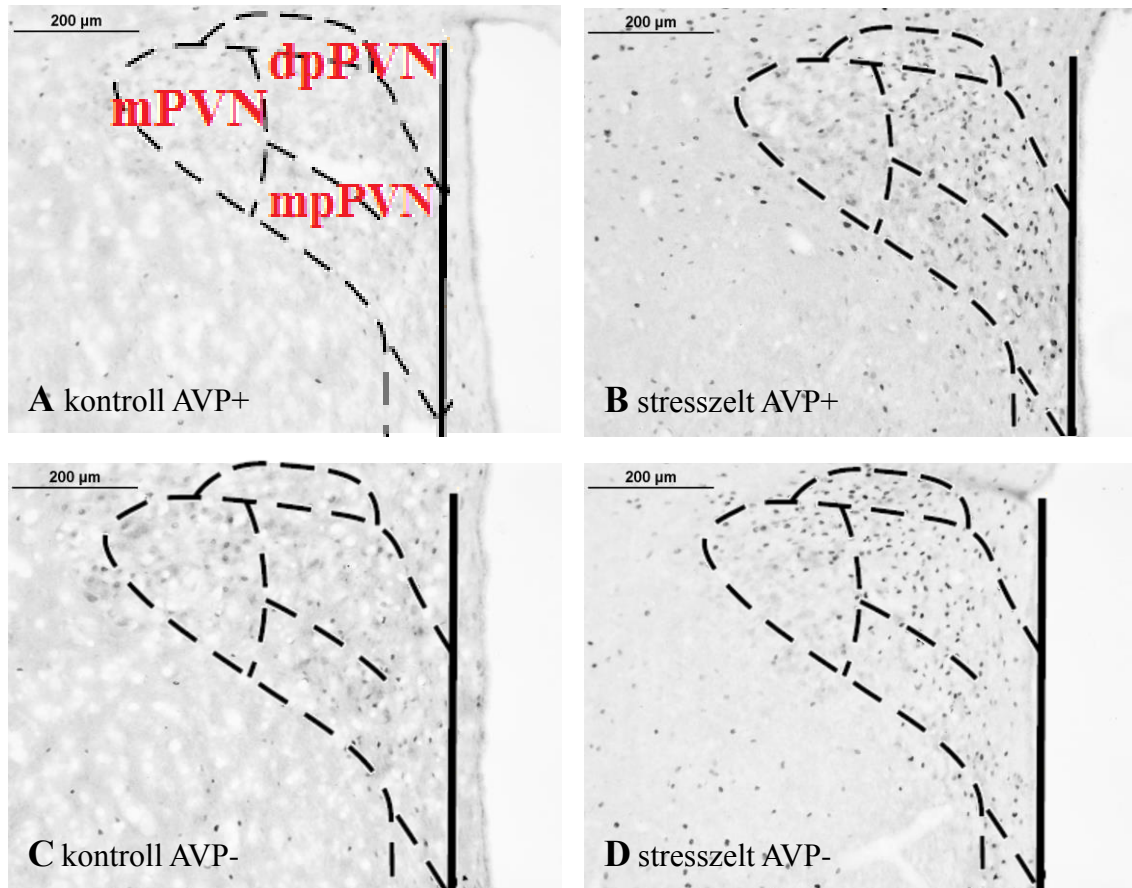 200 µm
dpPVN
mPVN
mpPVN
A kontroll AVP+
200 µm
B stresszelt AVP+
200 µm
C kontroll AVP-
200 µm
D stresszelt AVP-